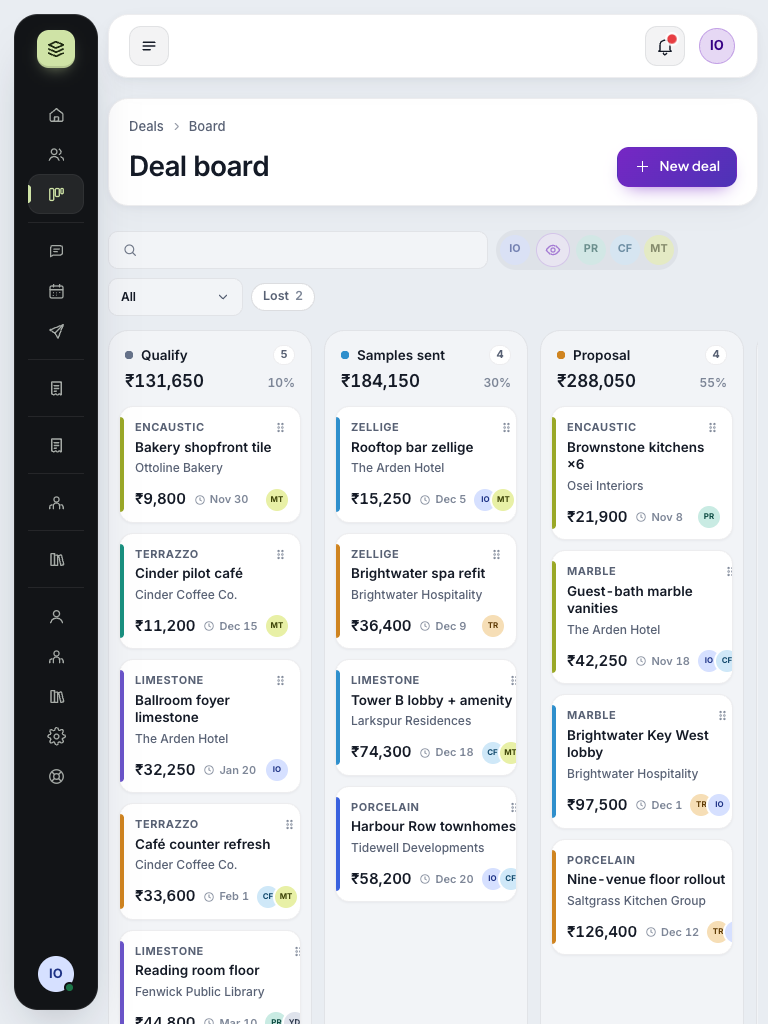 IO
Deals
Board
Deal board
New deal
IO
PR
CF
MT
All
Lost 2
Qualify
5
₹131,650
10%
ENCAUSTIC
Bakery shopfront tile
Ottoline Bakery
₹9,800
Nov 30
MT
TERRAZZO
Cinder pilot café
Cinder Coffee Co.
₹11,200
Dec 15
MT
LIMESTONE
Ballroom foyer
limestone
The Arden Hotel
₹32,250
Jan 20
IO
TERRAZZO
Café counter refresh
Cinder Coffee Co.
₹33,600
Feb 1
CF
MT
LIMESTONE
Reading room floor
Fenwick Public Library
₹44,800
Mar 10
PR
YD
Samples sent
4
₹184,150
30%
ZELLIGE
Rooftop bar zellige
The Arden Hotel
₹15,250
Dec 5
IO
MT
ZELLIGE
Brightwater spa refit
Brightwater Hospitality
₹36,400
Dec 9
TR
LIMESTONE
Tower B lobby + amenity
Larkspur Residences
₹74,300
Dec 18
CF
MT
PORCELAIN
Harbour Row townhomes
Tidewell Developments
₹58,200
Dec 20
IO
CF
Proposal
4
₹288,050
55%
ENCAUSTIC
Brownstone kitchens
×6
Osei Interiors
₹21,900
Nov 8
PR
MARBLE
Guest-bath marble
vanities
The Arden Hotel
₹42,250
Nov 18
IO
CF
MARBLE
Brightwater Key West
lobby
Brightwater Hospitality
₹97,500
Dec 1
TR
IO
PORCELAIN
Nine-venue floor rollout
Saltgrass Kitchen Group
₹126,400
Dec 12
TR
IO